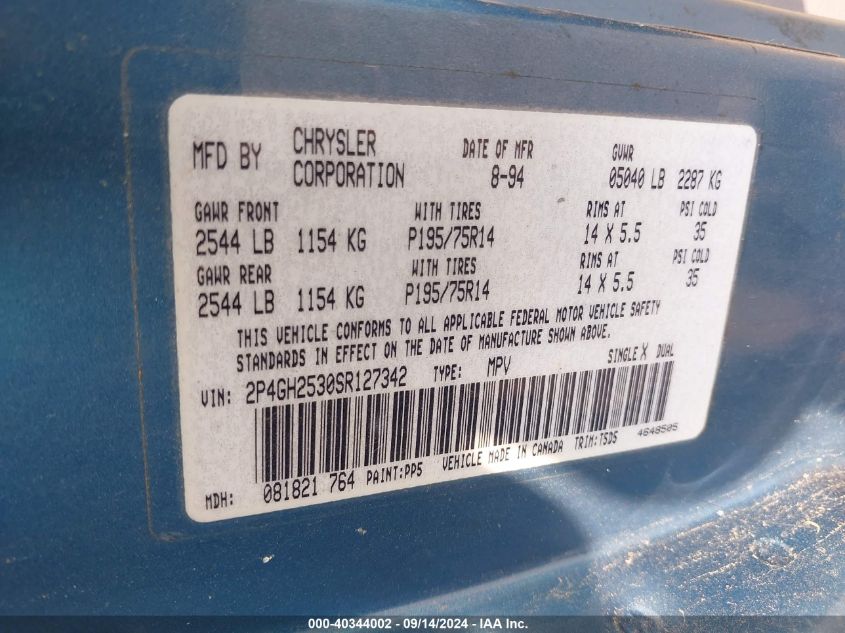 MFD BY CHRYSLER CORPORATION DATE OF MFR 8-94 GVWR 05040 LB 2287 KG
GAWR FRONT WITH TIRES RIMS AT PSI COLD
2544 LB 1154 KG P195/75R14 14 X 5.5 35
GAWR REAR WITH TIRES RIMS AT PSI COLD
2544 LB 1154 KG P195/75R14 14 X 5.5 35
THIS VEHICLE CONFORMS TO ALL APPLICABLE FEDERAL MOTOR VEHICLE SAFETY
STANDARDS IN EFFECT ON THE DATE OF MANUFACTURE SHOWN ABOVE.
VIN: 2P4GH2530SR127342 TYPE: MPV SINGLE X DUAL
MDH: 081821 764 PAINT:PP5 VEHICLE MADE IN CANADA TRIM:T5D5 4648505
000-40344002 - 09/14/2024 - IAA Inc.